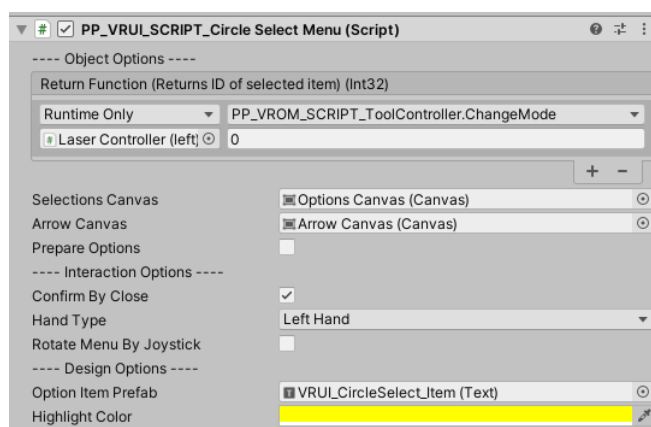 PP_VRUI_SCRIPT_Circle Select Menu (Script)
---- Object Options ----
Return Function (Returns ID of selected item) (Int32)
Runtime Only PP_VROM_SCRIPT_ToolController.ChangeMode
Laser Controller (left) 0
+ -
Selections Canvas Options Canvas (Canvas)
Arrow Canvas Arrow Canvas (Canvas)
Prepare Options
---- Interaction Options ----
Confirm By Close
Hand Type Left Hand
Rotate Menu By Joystick
---- Design Options ----
Option Item Prefab VRUI_CircleSelect_Item (Text)
Highlight Color